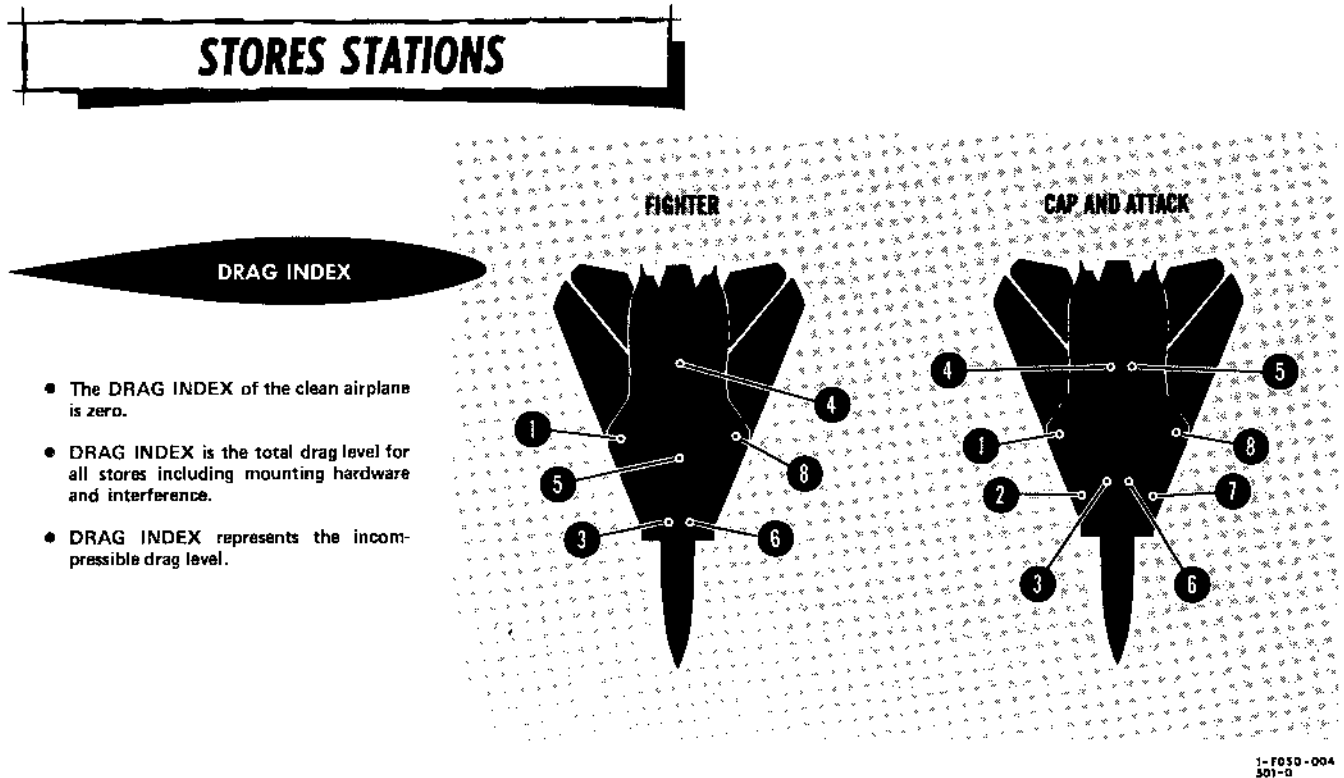 STORES STATIONS
DRAG INDEX
● The DRAG INDEX of the clean airplane
is zero.
● DRAG INDEX is the total drag level for
all stores including mounting hardware
and interference.
● DRAG INDEX represents the incom-
pressible drag level.
FIGHTER
4
1
5
8
3
6
CAP AND ATTACK
4
5
1
8
2
7
3
6
1-F050-004
501-0